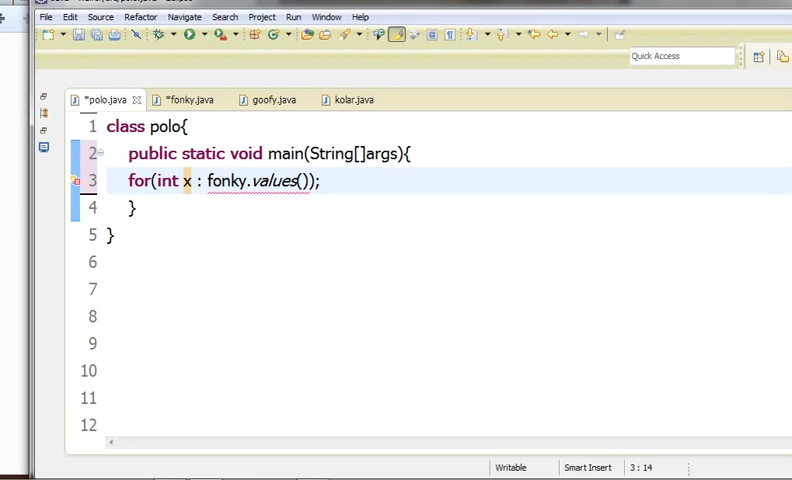 File Edit Source Refactor Navigate Search Project Run Window Help
Quick Access
*polo.java *fonky.java goofy.java kolar.java
1 class polo{
2 public static void main(String[]args){
3 for(int x : fonky.values());
4 }
5 }
6
7
8
9
10
11
12
Writable Smart Insert 3 : 14